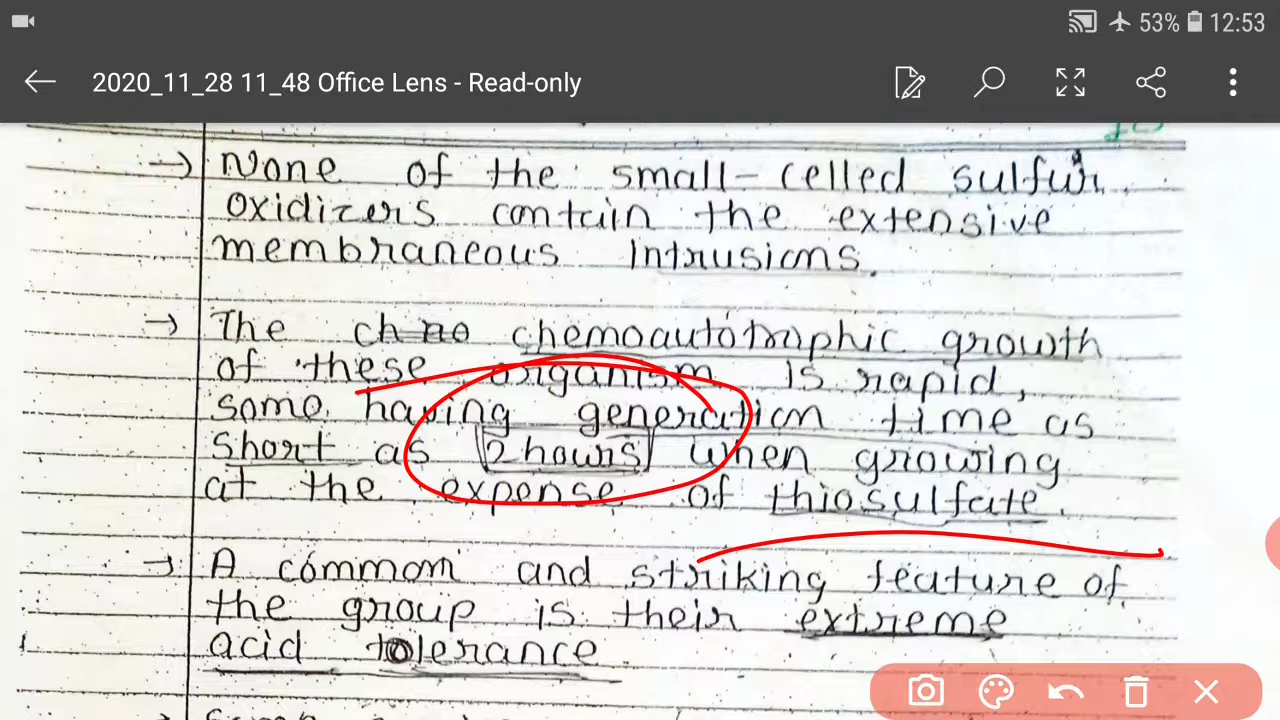 53% 12:53
2020_11_28 11_48 Office Lens - Read-only
→ None of the small-celled sulfur
oxidizers contain the extensive
membraneous intrusions.
→ The ch no chemoautotrophic growth
of these organism is rapid,
some having generation time as
short as 2 hours when growing
at the expense of thiosulfate.
→ A common and striking feature of
the group is their extreme
acid tolerance.